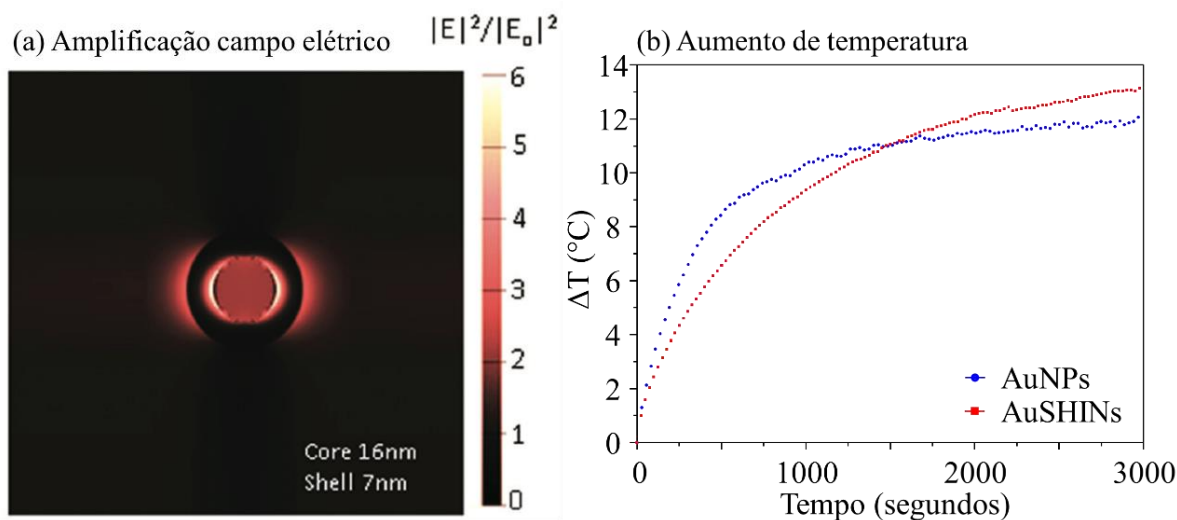 (a) Amplificação campo elétrico
|E|²/|E₀|²
6
5
4
3
2
1
0
Core 16nm
Shell 7nm
(b) Aumento de temperatura
14
12
10
8
6
4
2
0
ΔT (°C)
AuNPs
AuSHINs
0 1000 2000 3000
Tempo (segundos)